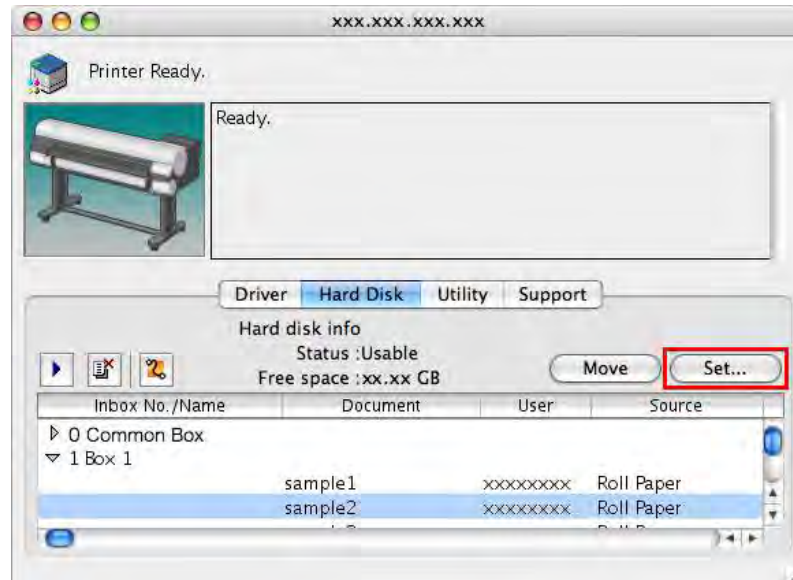 xxx.xxx.xxx.xxx
Printer Ready.
Ready.
Driver Hard Disk Utility Support
Hard disk info
Status :Usable
Free space :xx.xx GB
Move Set...
Inbox No./Name Document User Source
0 Common Box
1 Box 1
sample1 xxxxxxxx Roll Paper
sample2 xxxxxxxx Roll Paper